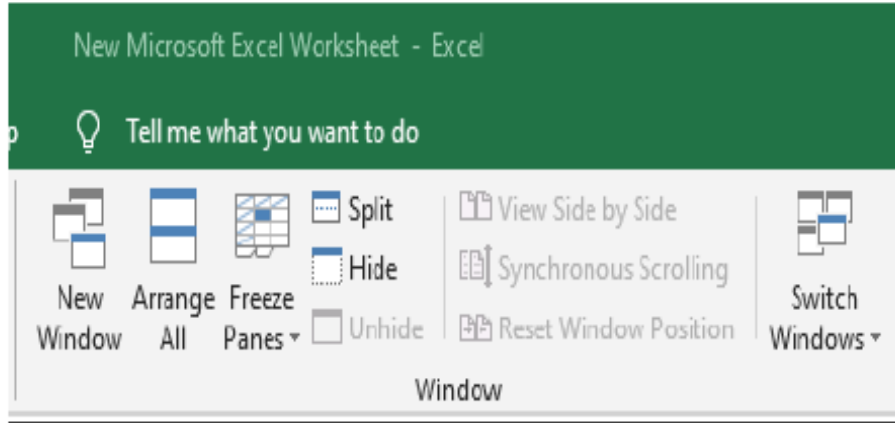 New Microsoft Excel Worksheet - Excel
p Tell me what you want to do
New Window
Arrange All
Freeze Panes
Split
Hide
Unhide
View Side by Side
Synchronous Scrolling
Reset Window Position
Switch Windows
Window